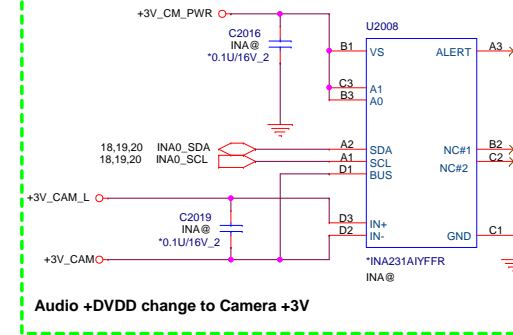 +3V_CM_PWR
C2016
INA@
*0.1U/16V_2
U2008
B1 VS ALERT A3
C3 A1
B3 A0
18,19,20 INA0_SDA A2 SDA NC#1 B2
18,19,20 INA0_SCL A1 SCL NC#2 C2
D1 BUS
+3V_CAM_L
C2019
INA@
*0.1U/16V_2
D3 IN+
D2 IN- GND C1
+3V_CAM
*INA231AIYFFR
INA@
Audio +DVDD change to Camera +3V